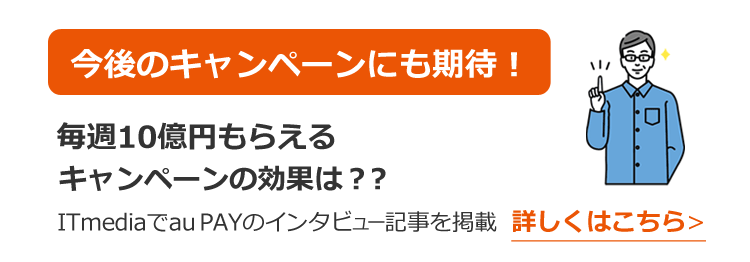 今後のキャンペーンにも期待！
毎週10億円もらえる
キャンペーンの効果は？?
ITmediaでau PAYのインタビュー記事を掲載 詳しくはこちら>